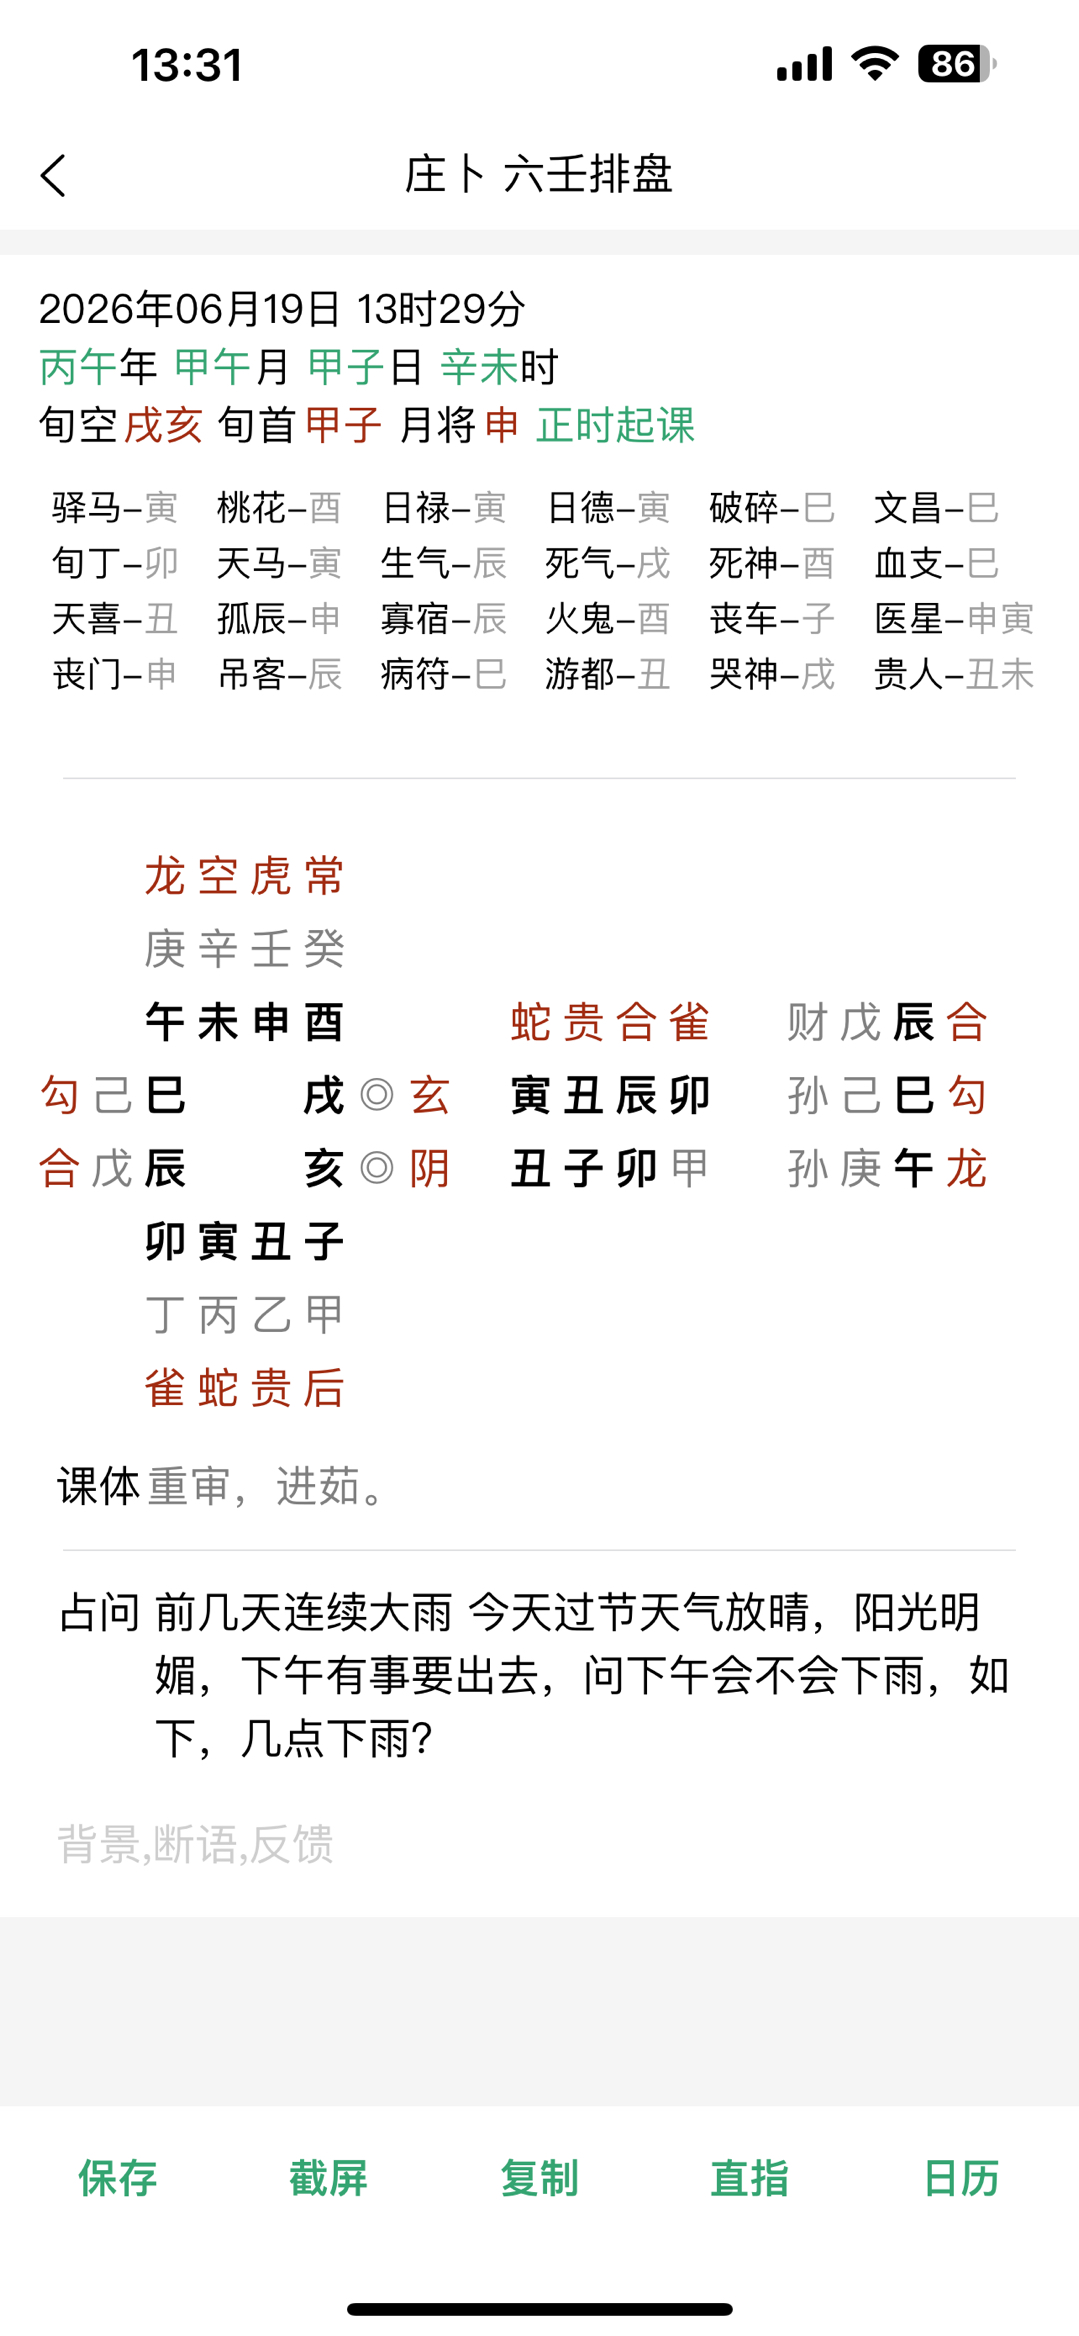 13:31
86
庄卜 六壬排盘
2026年06月19日 13时29分
丙午年 甲午月 甲子日 辛未时
旬空戌亥 旬首甲子 月将申 正时起课
驿马–寅 桃花–酉 日禄–寅 日德–寅 破碎–巳 文昌–巳
旬丁–卯 天马–寅 生气–辰 死气–戌 死神–酉 血支–巳
天喜–丑 孤辰–申 寡宿–辰 火鬼–酉 丧车–子 医星–申寅
丧门–申 吊客–辰 病符–巳 游都–丑 哭神–戌 贵人–丑未
龙空虎常
庚辛壬癸
午未申酉 蛇贵合雀 财戊辰合
勾己巳 戌◎玄 寅丑辰卯 孙己巳勾
合戊辰 亥◎阴 丑子卯甲 孙庚午龙
卯寅丑子
丁丙乙甲
雀蛇贵后
课体重审，进茹。
占问 前几天连续大雨 今天过节天气放晴，阳光明
媚，下午有事要出去，问下午会不会下雨，如
下，几点下雨？
背景,断语,反馈
保存 截屏 复制 直指 日历